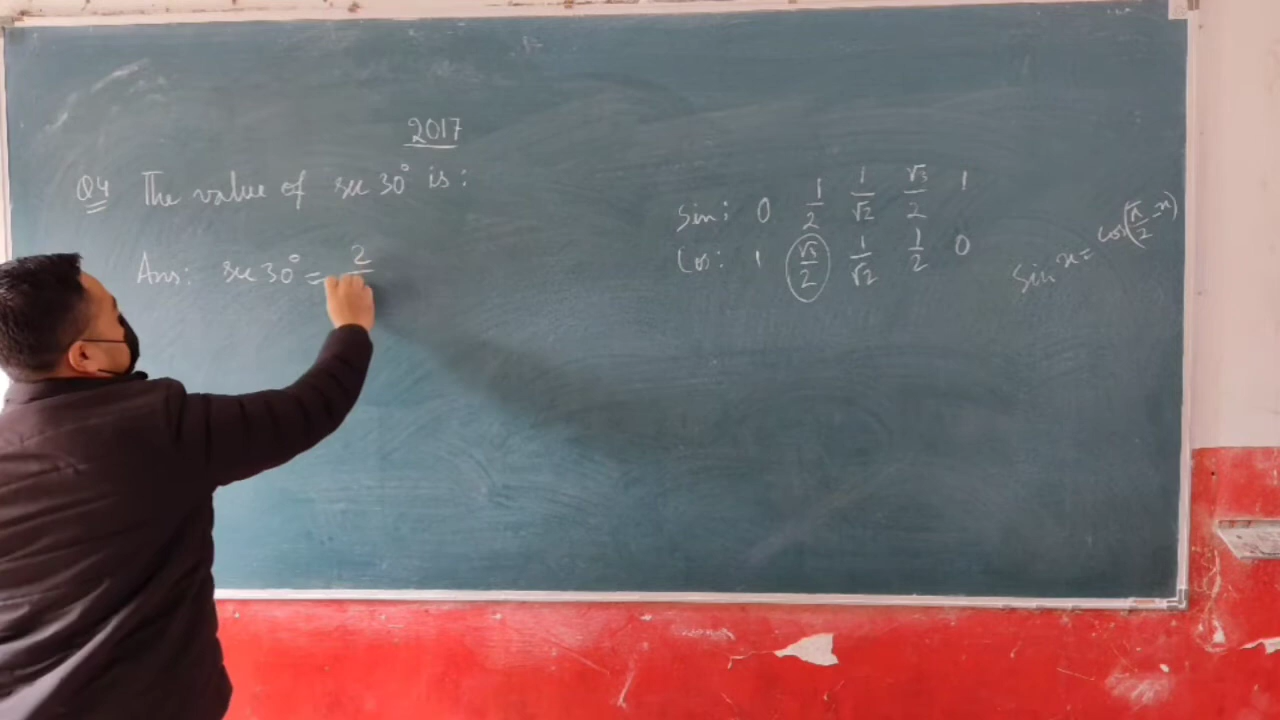 2017
Q4 The value of sec 30° is:
Ans: sec 30° = 2
Sin: 0 1/2 1/√2 √3/2 1
Cos: 1 √3/2 1/√2 1/2 0
Sin x = cos(π/2 - x)